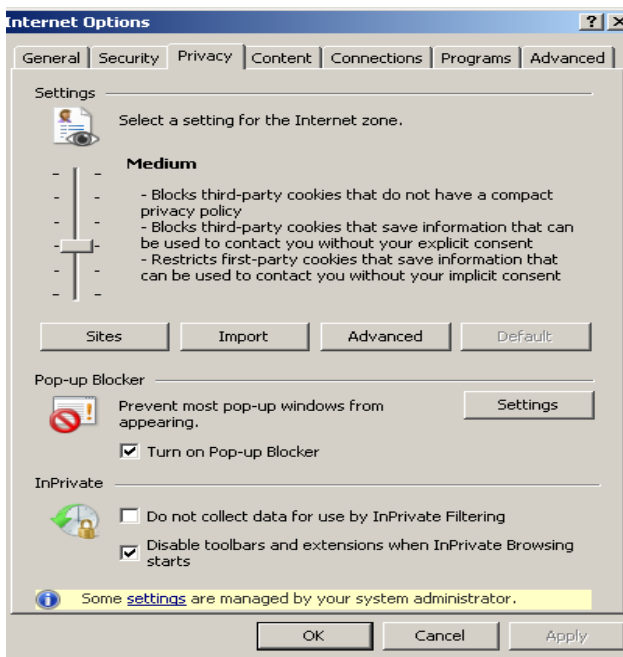 Internet Options
General Security Privacy Content Connections Programs Advanced
Settings
Select a setting for the Internet zone.
Medium
- Blocks third-party cookies that do not have a compact
privacy policy
- Blocks third-party cookies that save information that can
be used to contact you without your explicit consent
- Restricts first-party cookies that save information that
can be used to contact you without your implicit consent
Sites Import Advanced Default
Pop-up Blocker
Prevent most pop-up windows from
appearing.
Settings
Turn on Pop-up Blocker
InPrivate
Do not collect data for use by InPrivate Filtering
Disable toolbars and extensions when InPrivate Browsing
starts
Some settings are managed by your system administrator.
OK Cancel Apply